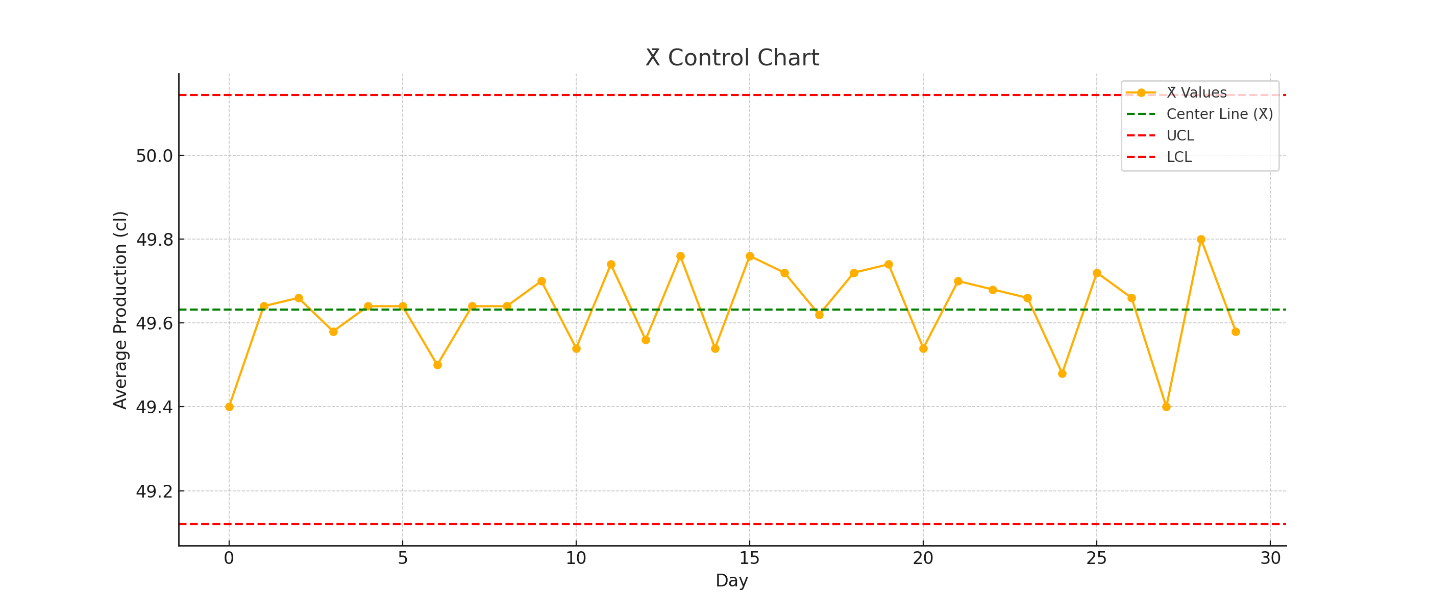 X̄̄ Control Chart
X̄ Values
Center Line (X̄̄)
UCL
LCL
Average Production (cl)
50.0
49.8
49.6
49.4
49.2
0 5 10 15 20 25 30
Day